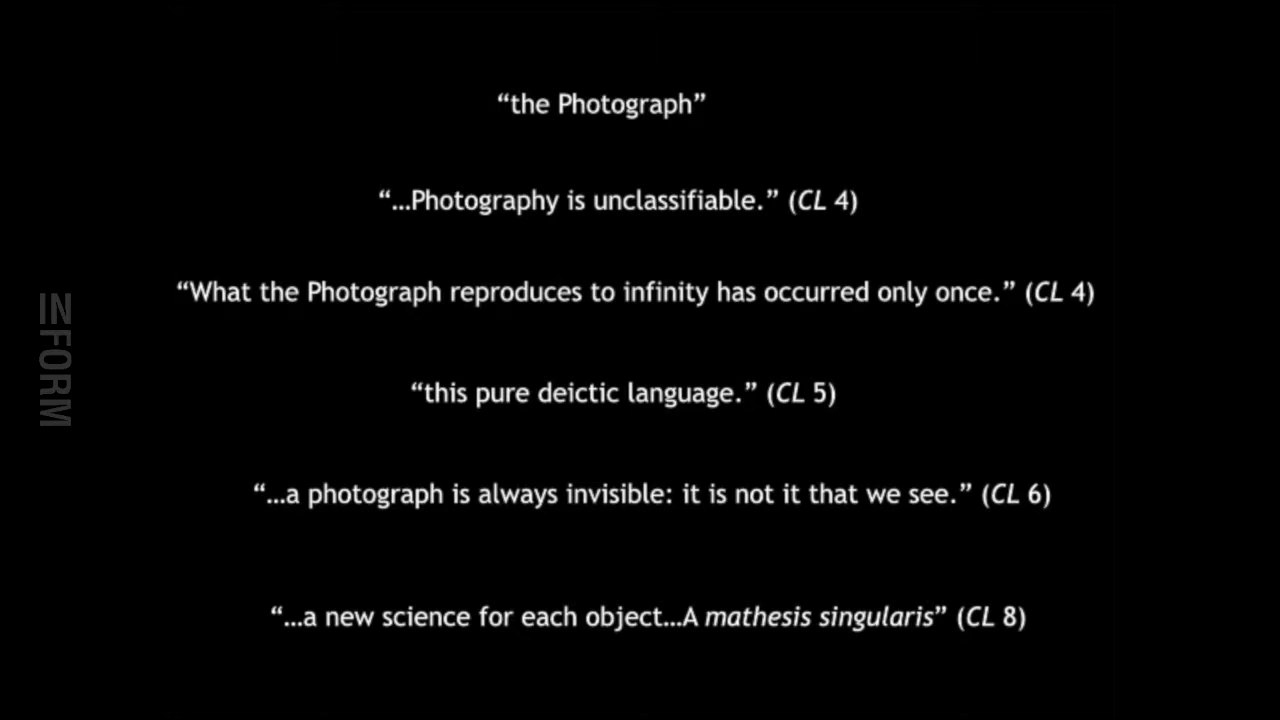 “the Photograph”
“...Photography is unclassifiable.” (CL 4)
“What the Photograph reproduces to infinity has occurred only once.” (CL 4)
INFORM
“this pure deictic language.” (CL 5)
“...a photograph is always invisible: it is not it that we see.” (CL 6)
“...a new science for each object...A mathesis singularis” (CL 8)